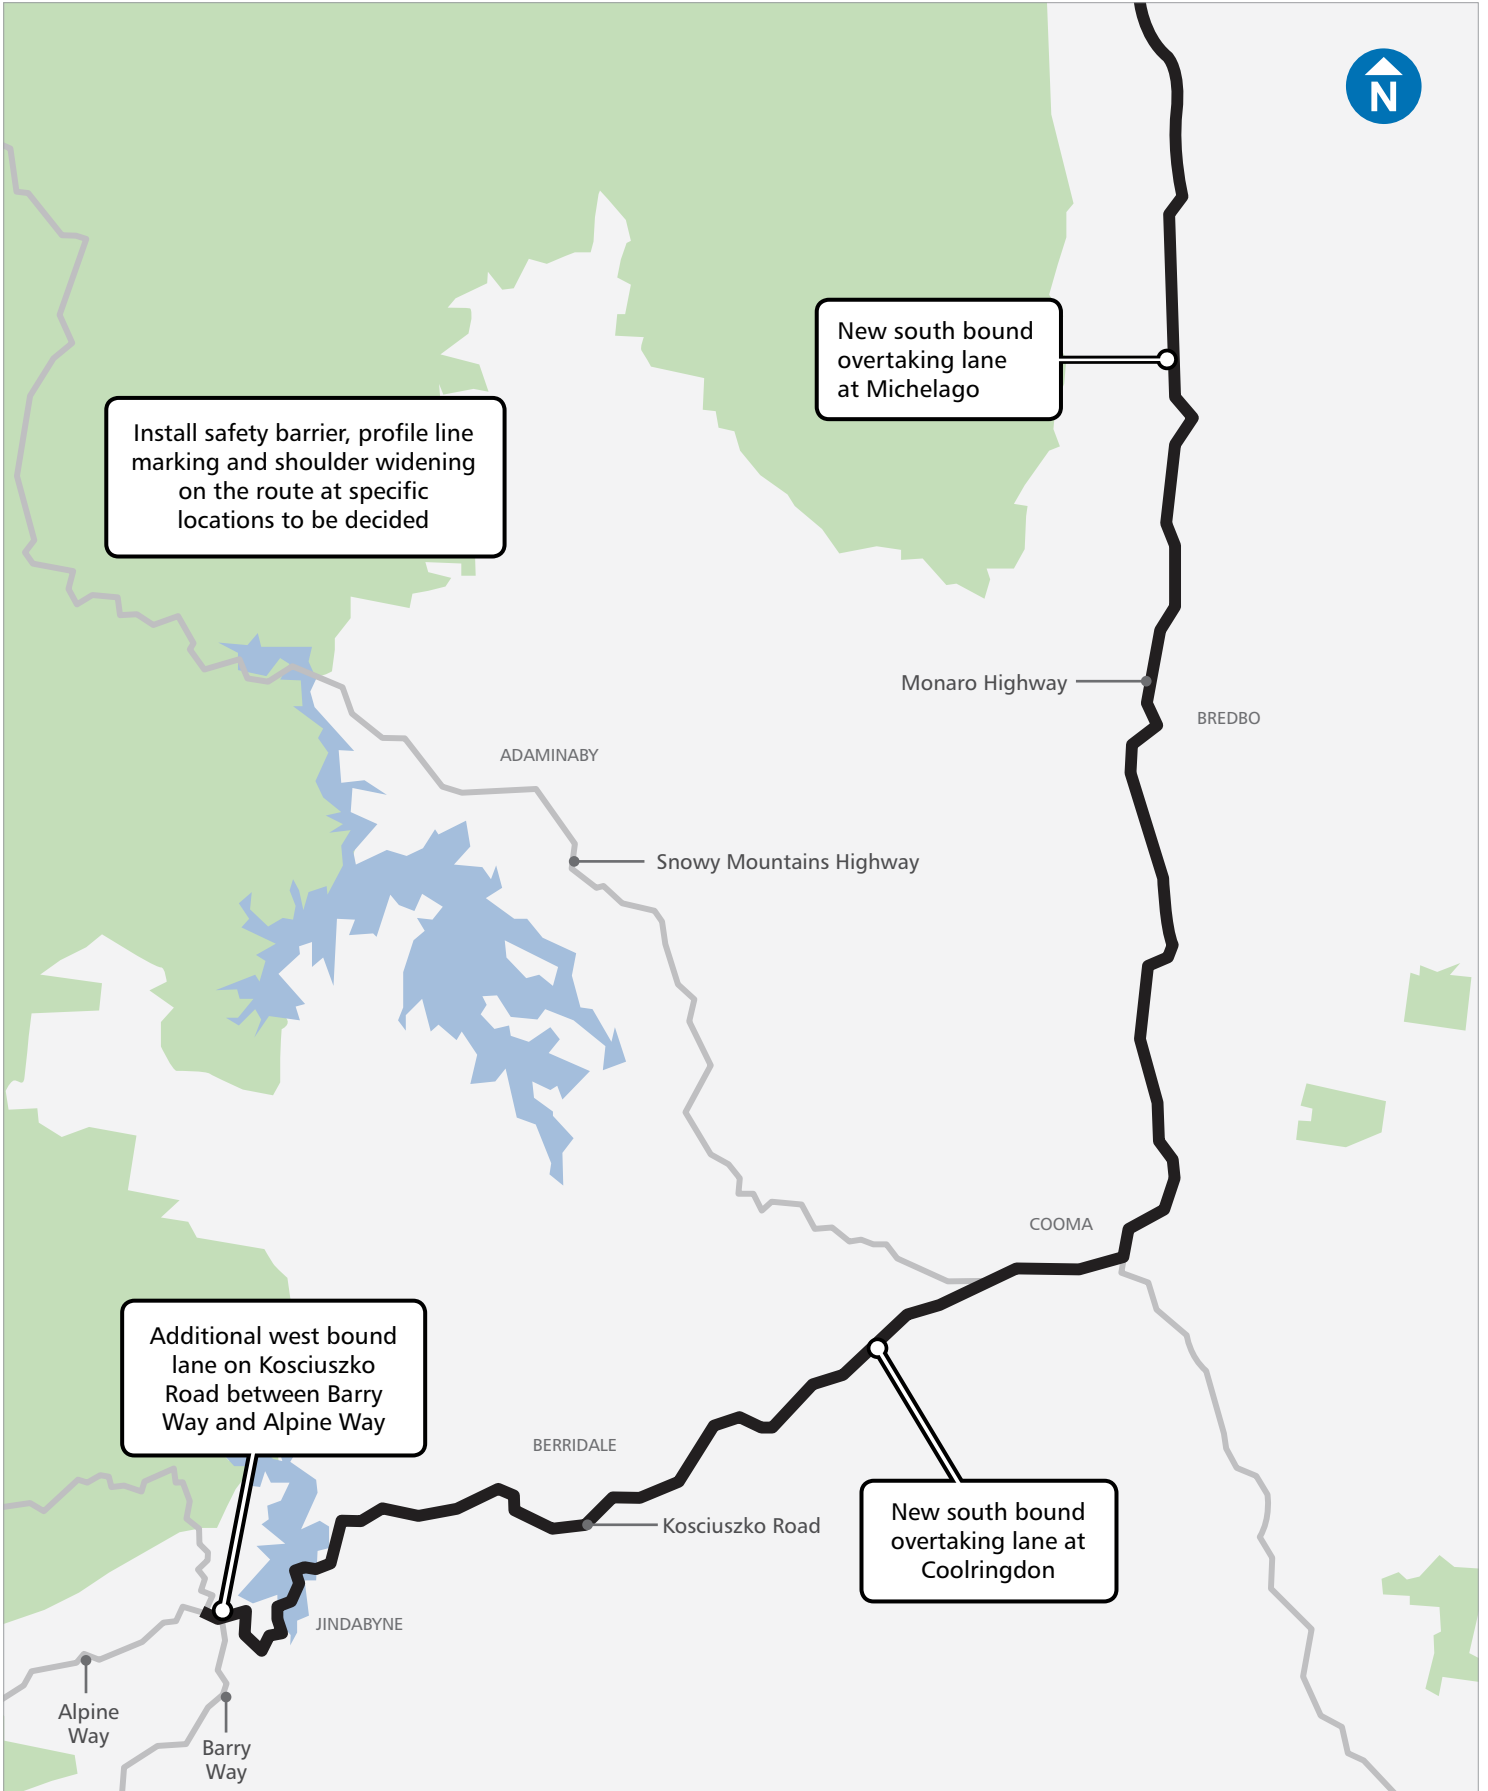 N
New south bound
overtaking lane
at Michelago
Install safety barrier, profile line
marking and shoulder widening
on the route at specific
locations to be decided
Monaro Highway
BREDBO
ADAMINABY
Snowy Mountains Highway
COOMA
Additional west bound
lane on Kosciuszko
Road between Barry
Way and Alpine Way
BERRIDALE
New south bound
overtaking lane at
Coolringdon
Kosciuszko Road
JINDABYNE
Alpine
Way
Barry
Way